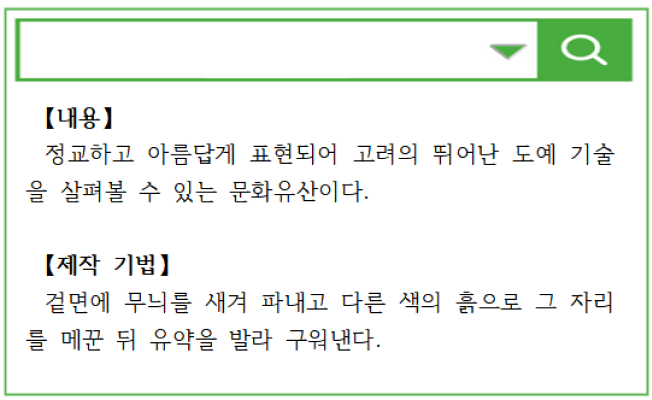 【내용】
정교하고 아름답게 표현되어 고려의 뛰어난 도예 기술
을 살펴볼 수 있는 문화유산이다.
【제작 기법】
겉면에 무늬를 새겨 파내고 다른 색의 흙으로 그 자리
를 메꾼 뒤 유약을 발라 구워낸다.